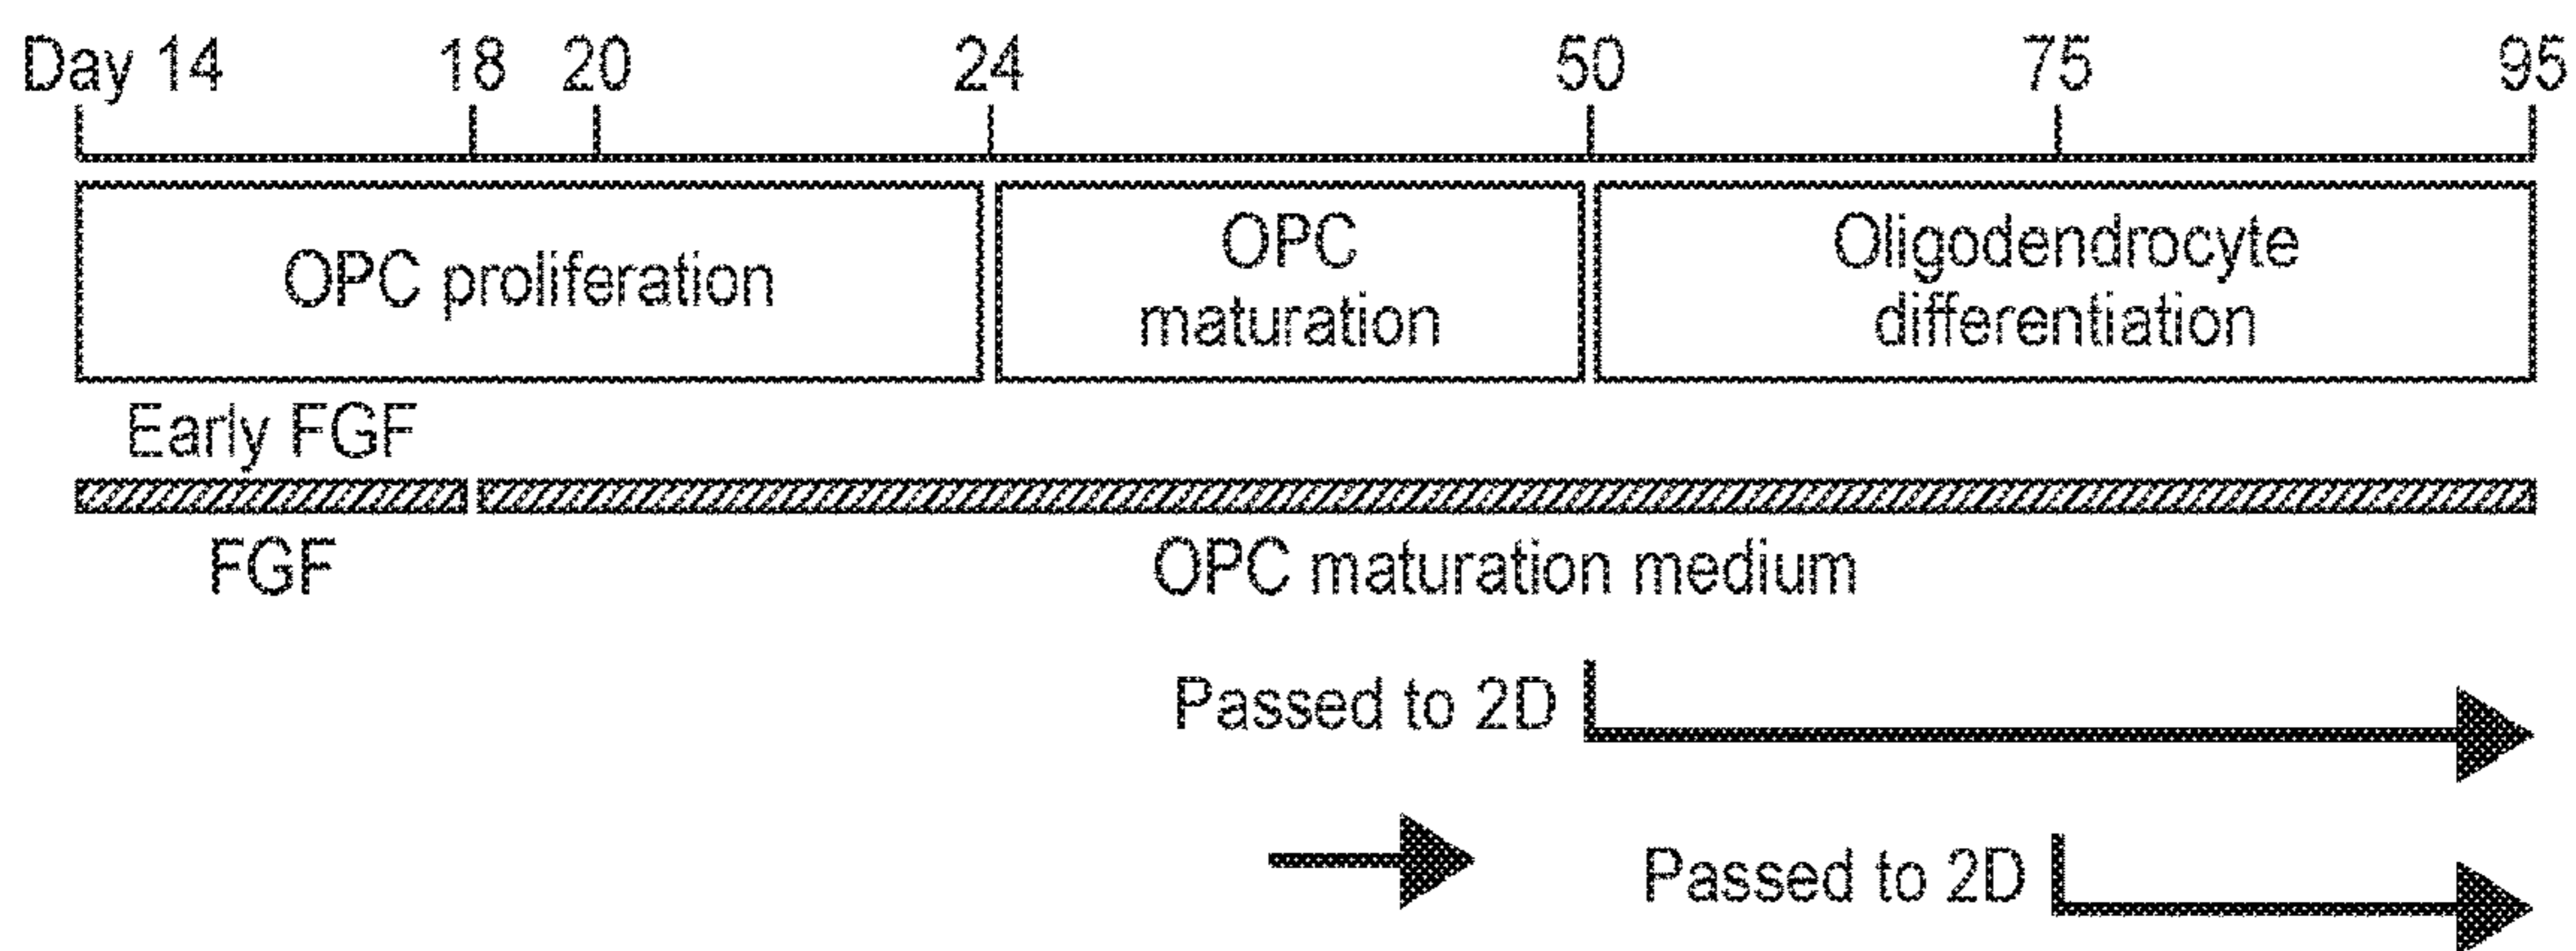 Day 14 18 20 24 50 75 95
OPC proliferation
OPC
maturation
Oligodendrocyte
differentiation
Early FGF
FGF
OPC maturation medium
Passed to 2D
Passed to 2D